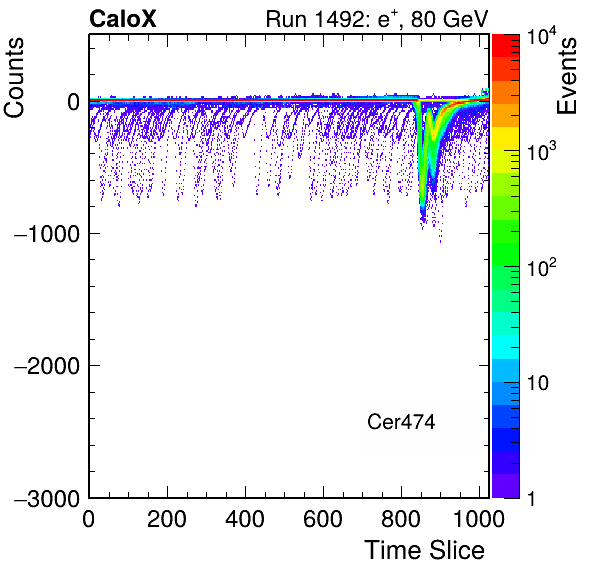 CaloX Run 1492: e⁺, 80 GeV
Counts
Events
0
−1000
−2000
−3000
10⁴
10³
10²
10
1
Cer474
0 200 400 600 800 1000
Time Slice